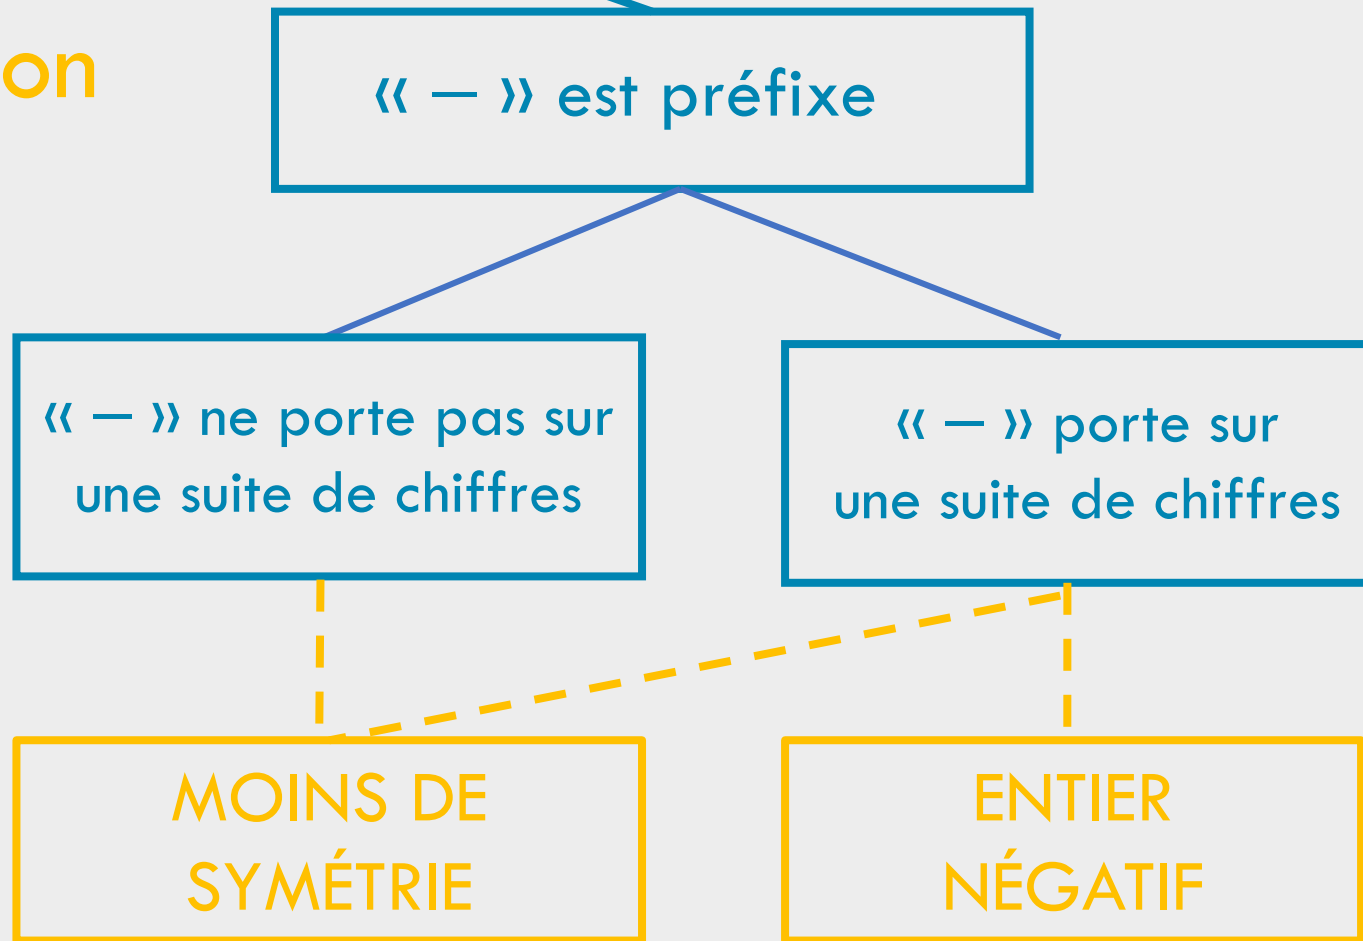 on
« – » est préfixe
« – » ne porte pas sur
une suite de chiffres
« – » porte sur
une suite de chiffres
MOINS DE
SYMÉTRIE
ENTIER
NÉGATIF